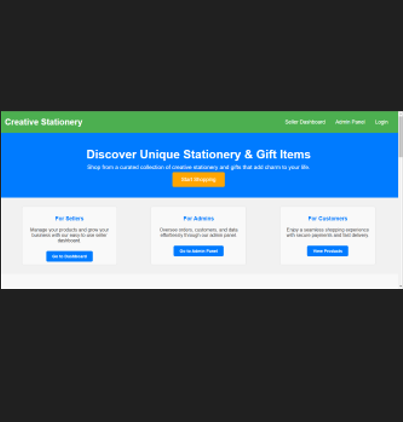 Creative Stationery
Seller Dashboard Admin Panel Login
Discover Unique Stationery & Gift Items
Shop from a curated collection of creative stationery and gifts that add charm to your life.
Start Shopping
For Sellers
Manage your products and grow your
business with our easy to use seller
dashboard.
Go to Dashboard
For Admins
Oversee orders, customers, and data
effortlessly through our admin panel.
Go to Admin Panel
For Customers
Enjoy a seamless shopping experience
with secure payments and fast delivery.
View Products